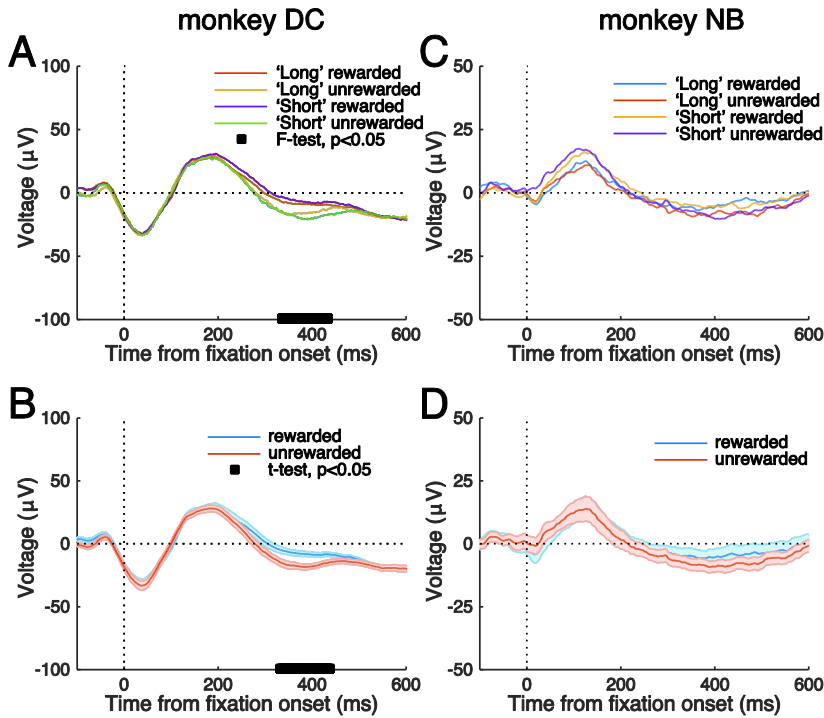 monkey DC
monkey NB
A
100
50
0
-50
-100
Voltage (µV)
‘Long’ rewarded
‘Long’ unrewarded
‘Short’ rewarded
‘Short’ unrewarded
F-test, p<0.05
0
200
400
600
Time from fixation onset (ms)
C
50
25
0
-25
-50
Voltage (µV)
‘Long’ rewarded
‘Long’ unrewarded
‘Short’ rewarded
‘Short’ unrewarded
0
200
400
600
Time from fixation onset (ms)
B
100
50
0
-50
-100
Voltage (µV)
rewarded
unrewarded
t-test, p<0.05
0
200
400
600
Time from fixation onset (ms)
D
50
25
0
-25
-50
Voltage (µV)
rewarded
unrewarded
0
200
400
600
Time from fixation onset (ms)